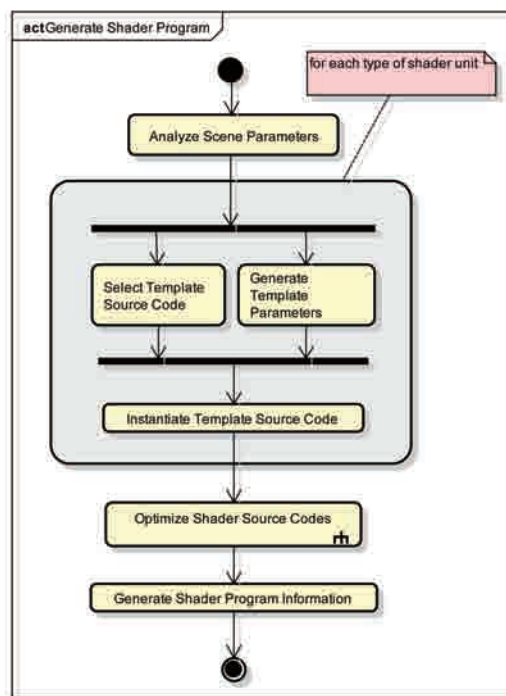 actGenerate Shader Program
for each type of shader unit
Analyze Scene Parameters
Select Template
Source Code
Generate
Template
Parameters
Instantiate Template Source Code
Optimize Shader Source Codes
Generate Shader Program Information